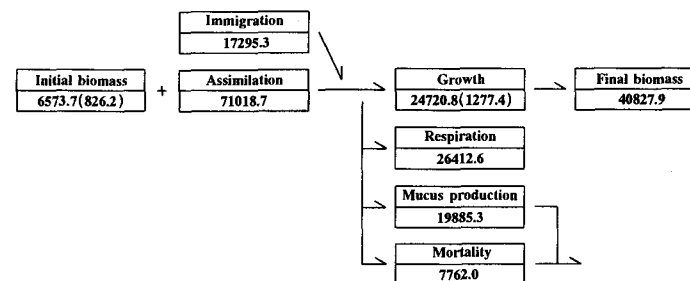 Immigration
17295.3
Initial biomass
6573.7(826.2)
+
Assimilation
71018.7
Growth
24720.8(1277.4)
Final biomass
40827.9
Respiration
26412.6
Mucus production
19885.3
Mortality
7762.0